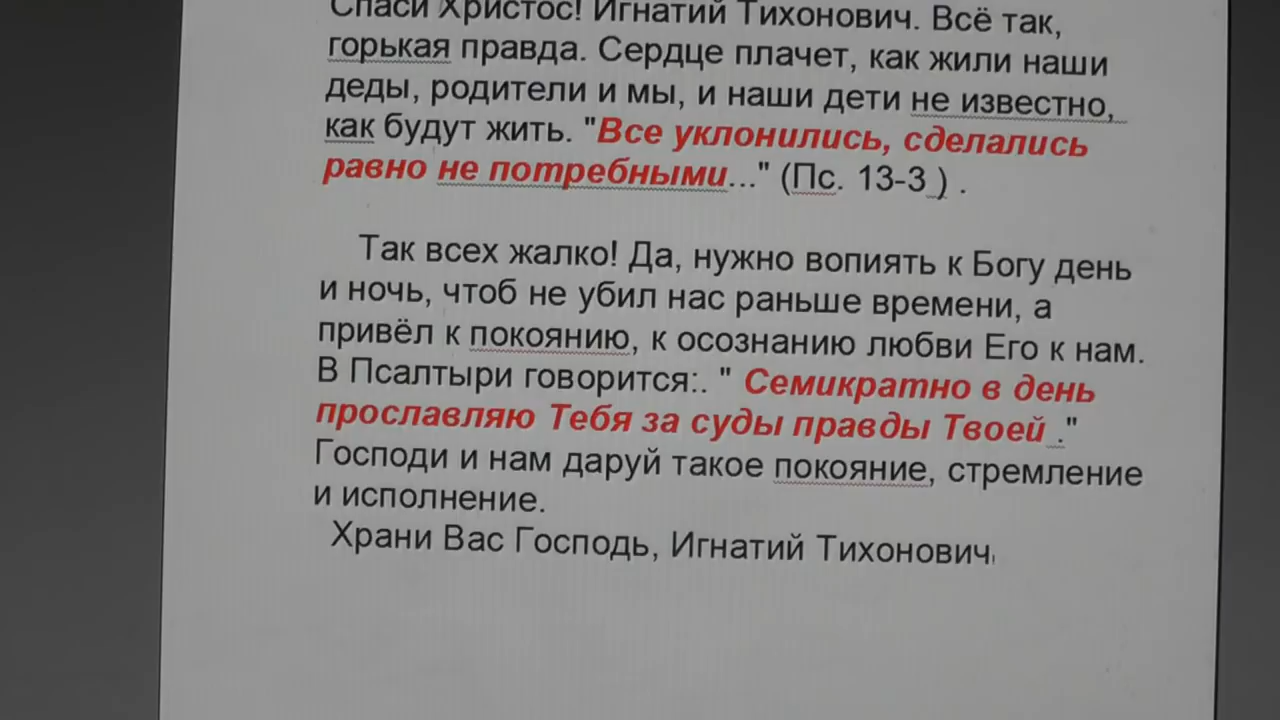 Спаси Христос! Игнатий Тихонович. Всё так,
горькая правда. Сердце плачет, как жили наши
деды, родители и мы, и наши дети не известно,
как будут жить. "Все уклонились, сделались
равно не потребными..." (Пс. 13-3 ) .
Так всех жалко! Да, нужно вопиять к Богу день
и ночь, чтоб не убил нас раньше времени, а
привёл к покоянию, к осознанию любви Его к нам.
В Псалтыри говорится:. " Семикратно в день
прославляю Тебя за суды правды Твоей ."
Господи и нам даруй такое покояние, стремление
и исполнение.
Храни Вас Господь, Игнатий Тихонович